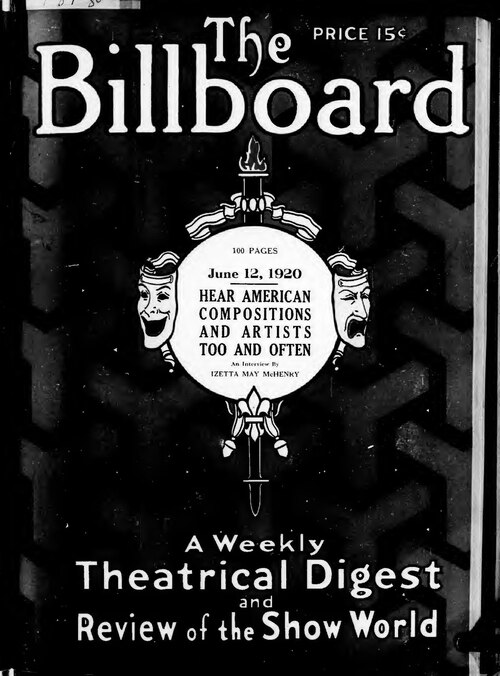 The
PRICE 15¢
Billboard
100 PAGES
June 12, 1920
HEAR AMERICAN
COMPOSITIONS
AND ARTISTS
TOO AND OFTEN
An Interview By
IZETTA MAY McHENRY
A Weekly
Theatrical Digest
and
Review of the Show World